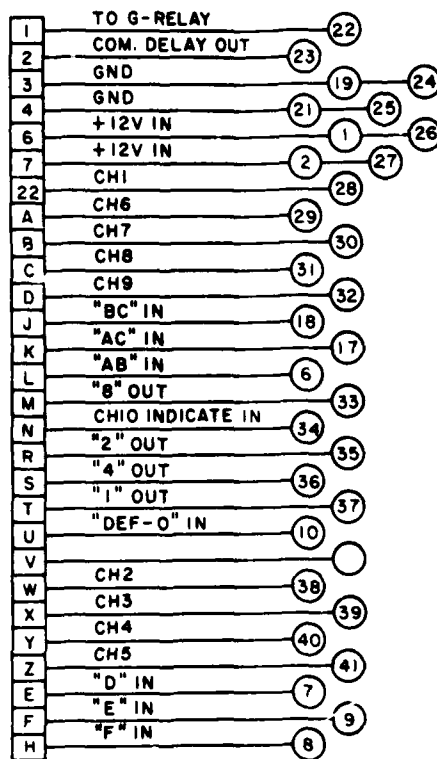 1 TO G-RELAY 22
2 COM. DELAY OUT 23
3 GND 19 24
4 GND 21 25
6 +12V IN 1 26
7 +12V IN 2 27
22 CH1 28
A CH6 29
B CH7 30
C CH8 31
D CH9 32
J "BC" IN 18
K "AC" IN 17
L "AB" IN 6
M "8" OUT 33
N CH10 INDICATE IN 34
R "2" OUT 35
S "4" OUT 36
T "1" OUT 37
U "DEF-0" IN 10
V
W CH2 38
X CH3 39
Y CH4 40
Z CH5 41
E "D" IN 7
F "E" IN 9
H "F" IN 8